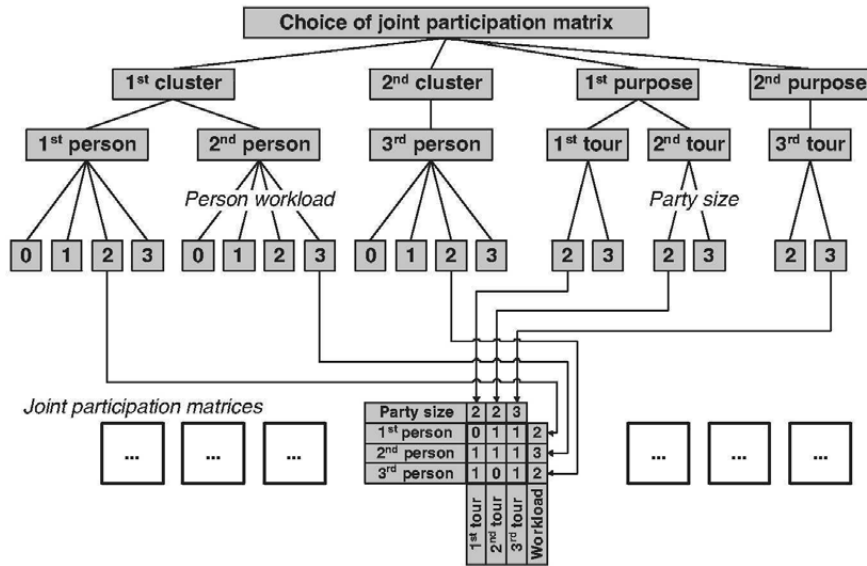 Choice of joint participation matrix
1st cluster 2nd cluster 1st purpose 2nd purpose
1st person 2nd person 3rd person 1st tour 2nd tour 3rd tour
Person workload Party size
0 1 2 3 0 1 2 3 0 1 2 3 2 3 2 3 2 3
Joint participation matrices
Party size 2 2 3
1st person 0 1 1 2
2nd person 1 1 1 3
3rd person 1 0 1 2
... ... ... ... ... ...
1st tour
2nd tour
3rd tour
Workload